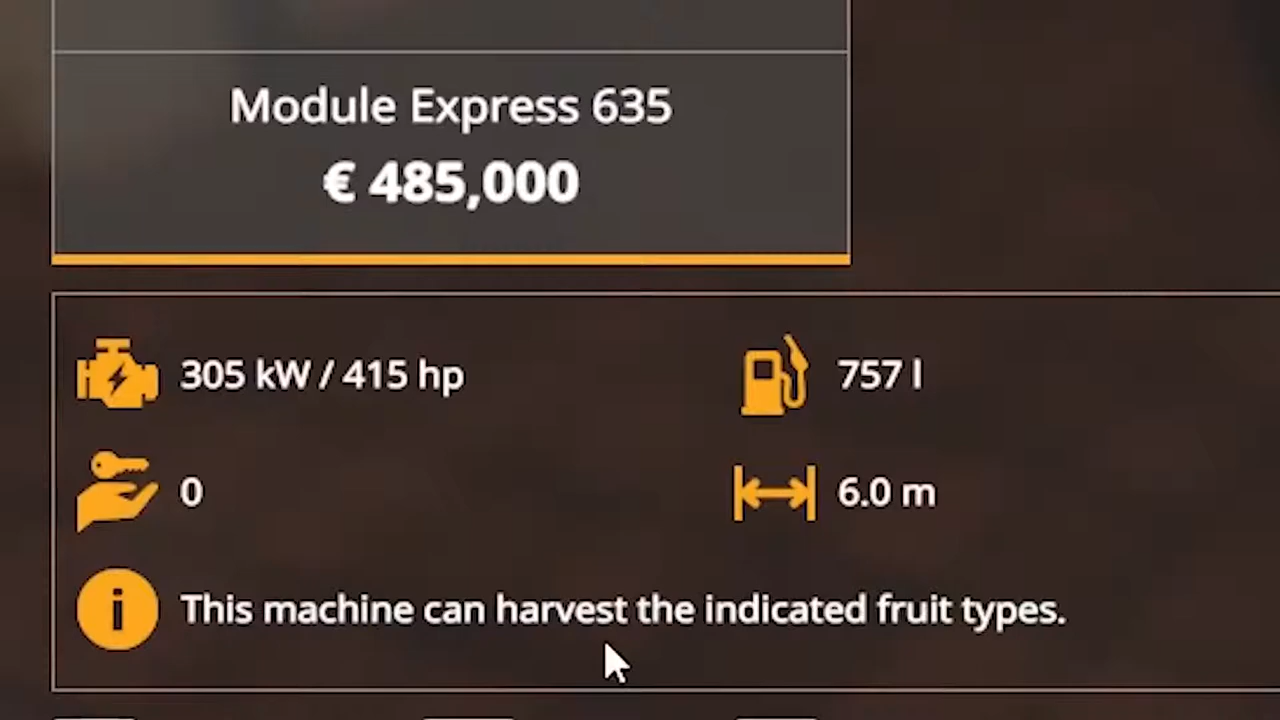 Module Express 635
€ 485,000
305 kW / 415 hp
757 l
0
6.0 m
This machine can harvest the indicated fruit types.